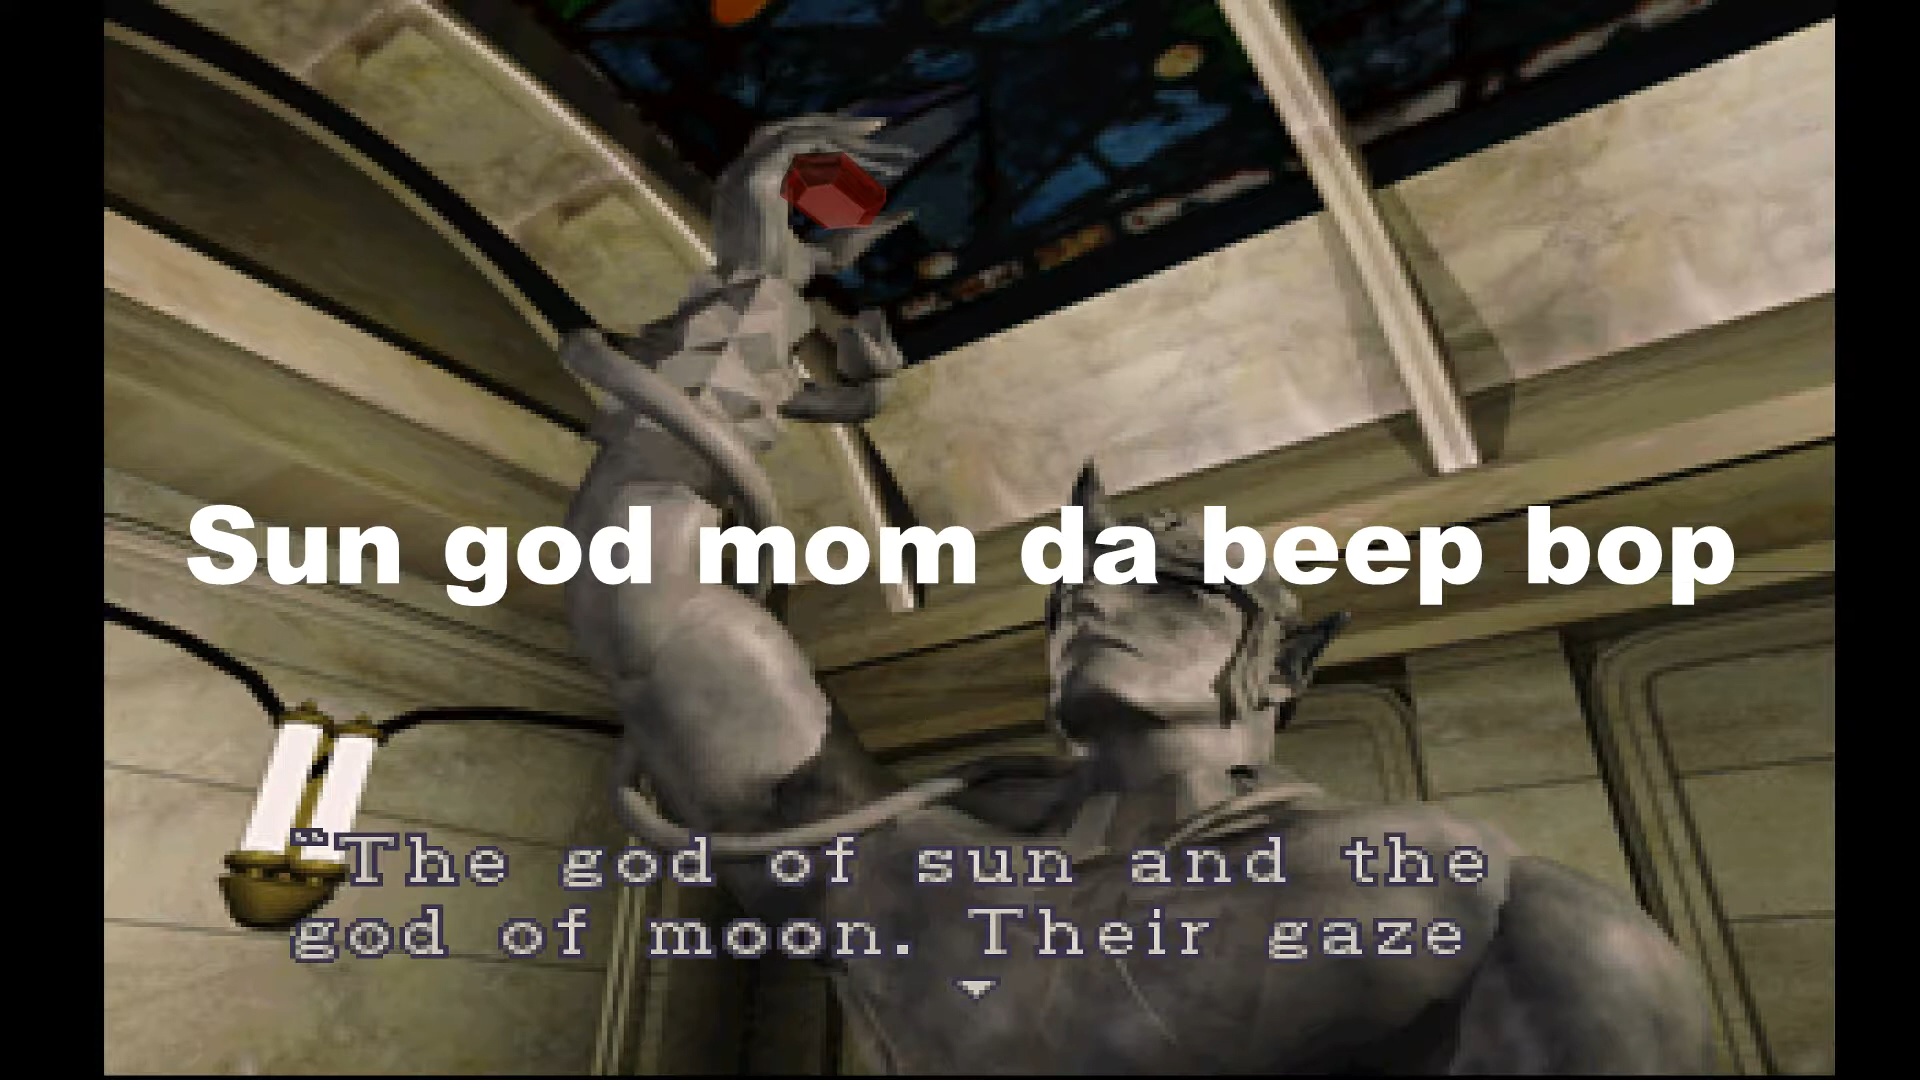 Sun god mom da beep bop
"The god of sun and the
god of moon. Their gaze